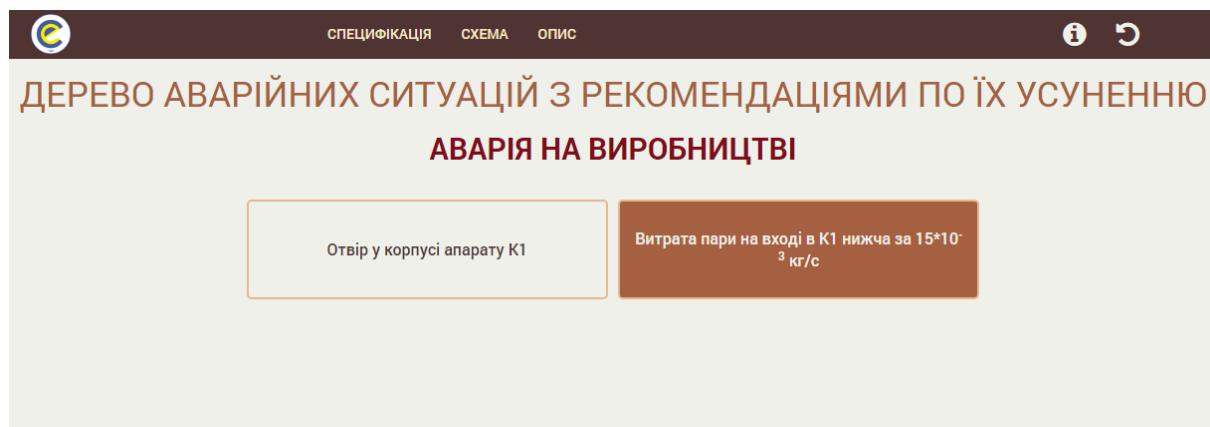 СПЕЦИФІКАЦІЯ СХЕМА ОПИС
ДЕРЕВО АВАРІЙНИХ СИТУАЦІЙ З РЕКОМЕНДАЦІЯМИ ПО ЇХ УСУНЕННЮ
АВАРІЯ НА ВИРОБНИЦТВІ
Отвір у корпусі апарату К1
Витрата пари на вході в К1 нижча за 15*10⁻
³ кг/с